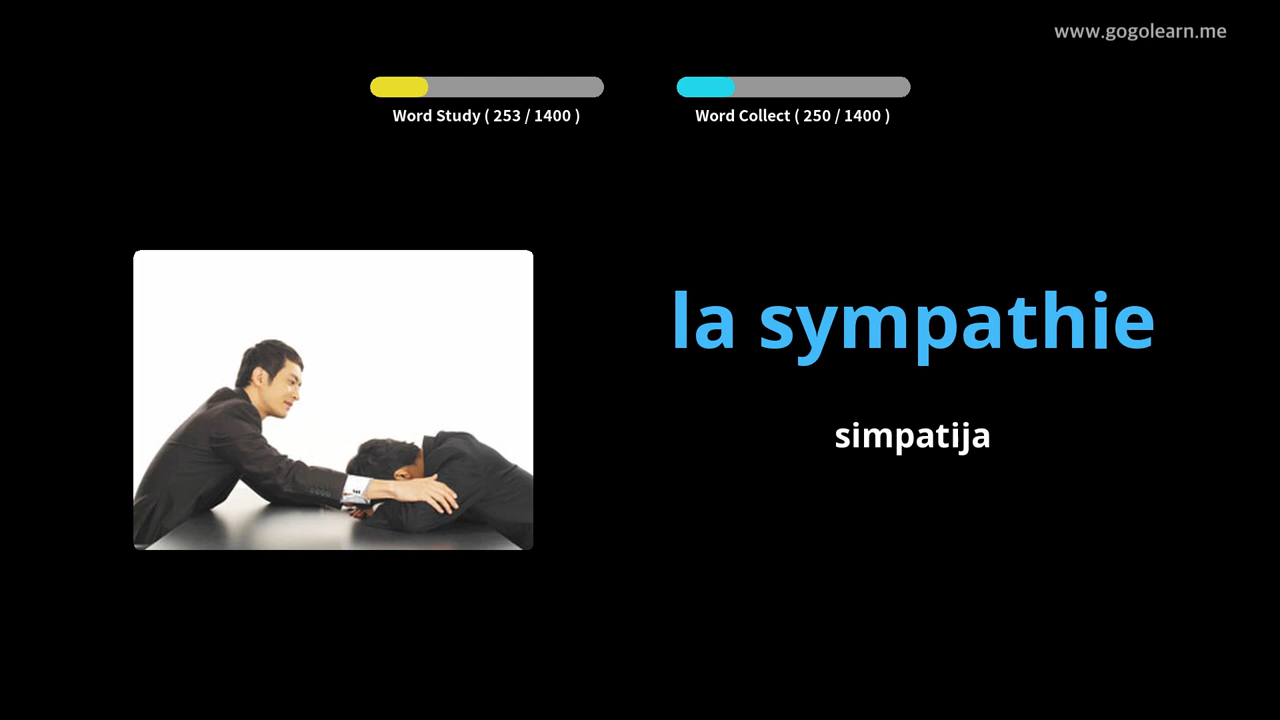 www.gogolearn.me
Word Study ( 253 / 1400 )
Word Collect ( 250 / 1400 )
la sympathie
simpatija